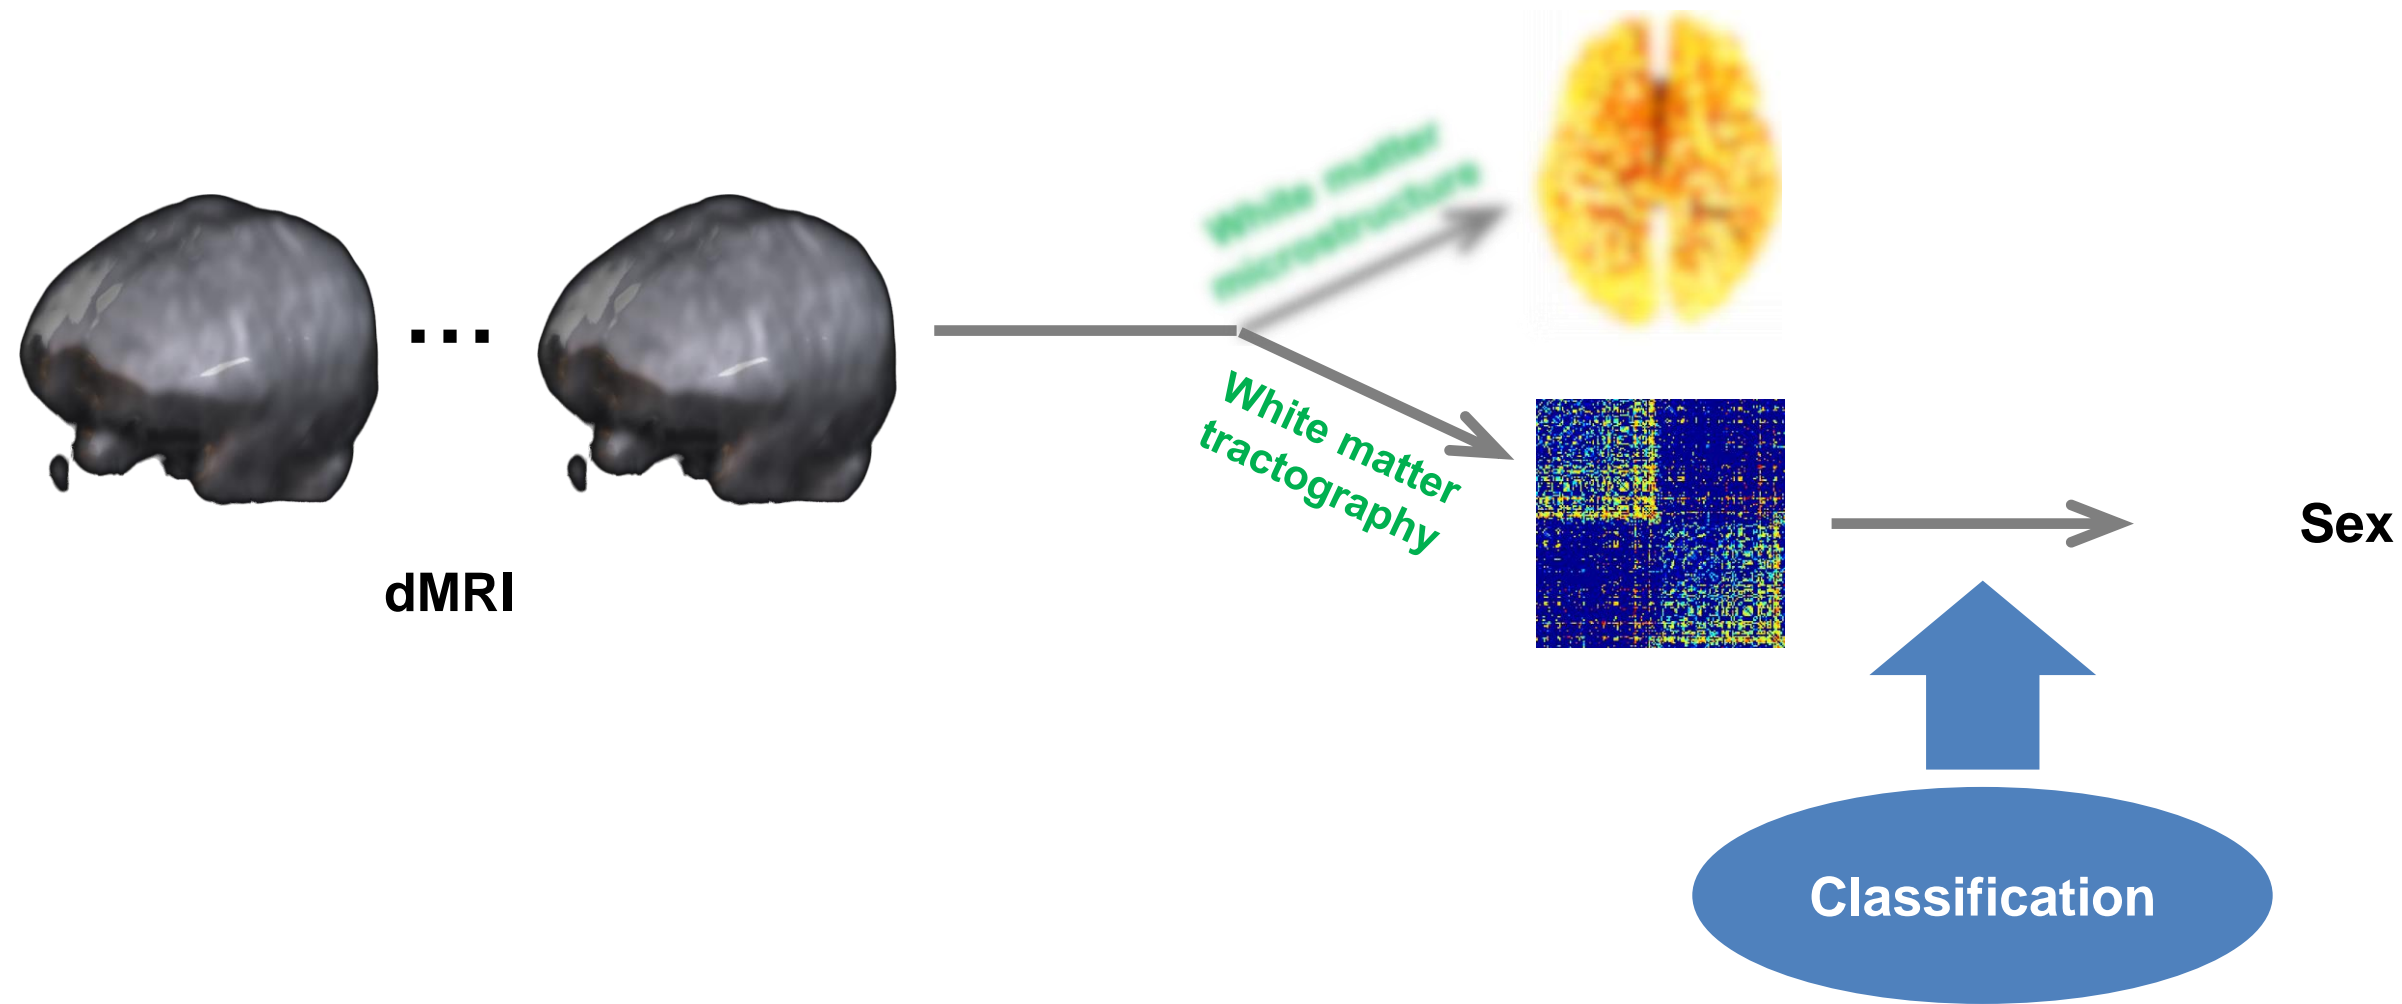 White matter
microstructure
...
White matter
tractography
Sex
dMRI
Classification